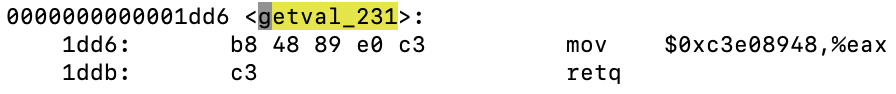 0000000000001dd6 <getval_231>:
1dd6: b8 48 89 e0 c3 mov $0xc3e08948,%eax
1ddb: c3 retq